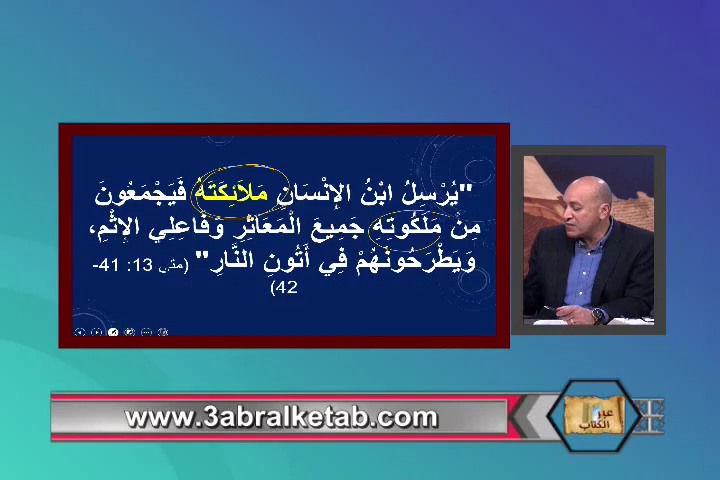 "يُرْسِلُ ابْنُ الإِنْسَانِ مَلاَئِكَتَهُ فَيَجْمَعُونَ
مِنْ مَلَكُوتِهِ جَمِيعَ الْمَعَاثِرِ وَفَاعِلِي الإِثْمِ،
وَيَطْرَحُونَهُمْ فِي أَتُونِ النَّارِ" (متى 13: 41-
42)
www.3abralketab.com
عبر
الكتاب